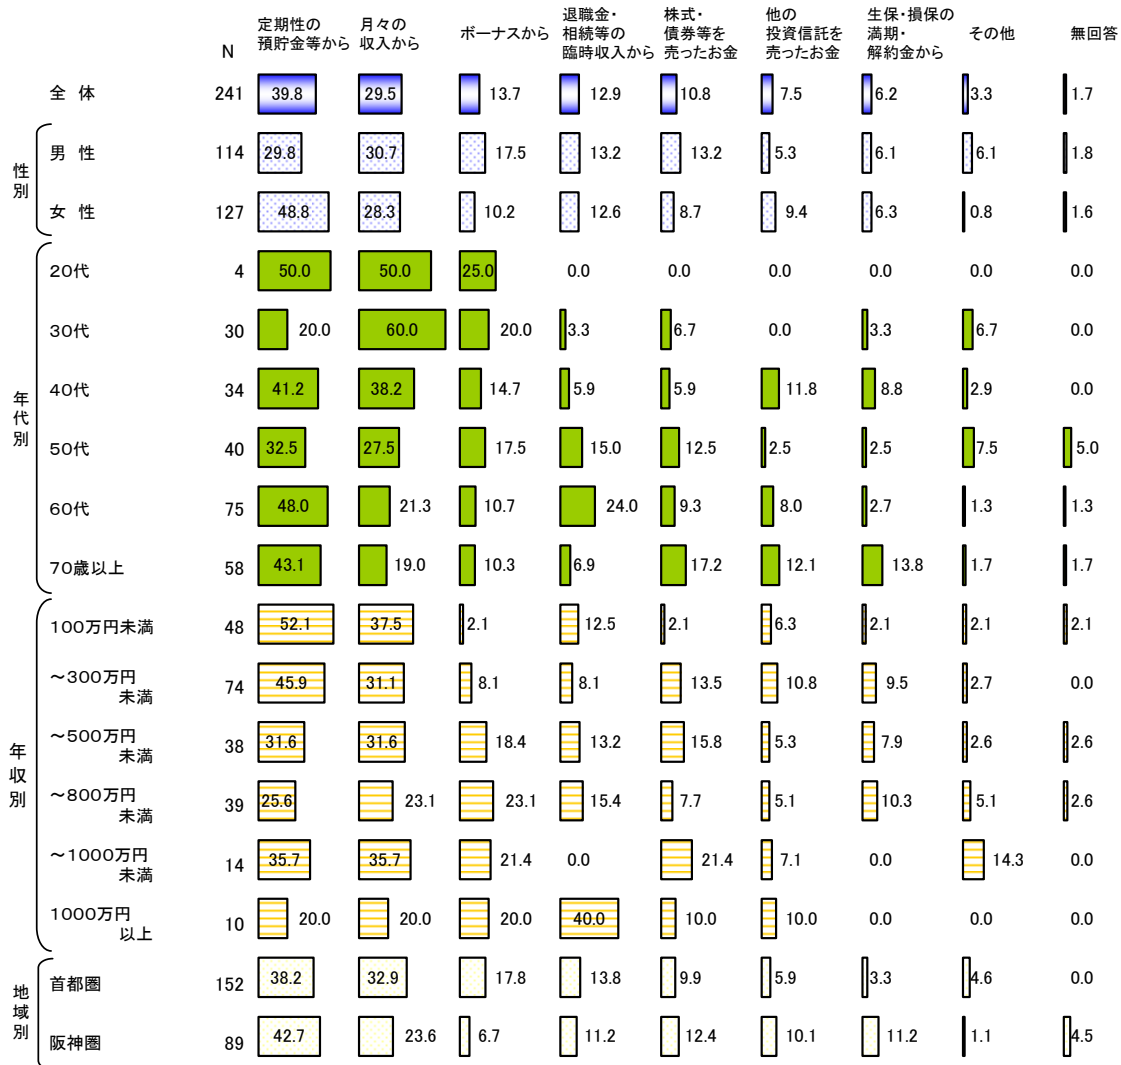 N 定期性の預貯金等から 月々の収入から ボーナスから 退職金・相続等の臨時収入から 株式・債券等を売ったお金 他の投資信託を売ったお金 生保・損保の満期・解約金から その他 無回答
全 体 241 39.8 29.5 13.7 12.9 10.8 7.5 6.2 3.3 1.7
性別
男 性 114 29.8 30.7 17.5 13.2 13.2 5.3 6.1 6.1 1.8
女 性 127 48.8 28.3 10.2 12.6 8.7 9.4 6.3 0.8 1.6
年代別
20代 4 50.0 50.0 25.0 0.0 0.0 0.0 0.0 0.0 0.0
30代 30 20.0 60.0 20.0 3.3 6.7 0.0 3.3 6.7 0.0
40代 34 41.2 38.2 14.7 5.9 5.9 11.8 8.8 2.9 0.0
50代 40 32.5 27.5 17.5 15.0 12.5 2.5 2.5 7.5 5.0
60代 75 48.0 21.3 10.7 24.0 9.3 8.0 2.7 1.3 1.3
70歳以上 58 43.1 19.0 10.3 6.9 17.2 12.1 13.8 1.7 1.7
年収別
100万円未満 48 52.1 37.5 2.1 12.5 2.1 6.3 2.1 2.1 2.1
～300万円未満 74 45.9 31.1 8.1 8.1 13.5 10.8 9.5 2.7 0.0
～500万円未満 38 31.6 31.6 18.4 13.2 15.8 5.3 7.9 2.6 2.6
～800万円未満 39 25.6 23.1 23.1 15.4 7.7 5.1 10.3 5.1 2.6
～1000万円未満 14 35.7 35.7 21.4 0.0 21.4 7.1 0.0 14.3 0.0
1000万円以上 10 20.0 20.0 20.0 40.0 10.0 10.0 0.0 0.0 0.0
地域別
首都圏 152 38.2 32.9 17.8 13.8 9.9 5.9 3.3 4.6 0.0
阪神圏 89 42.7 23.6 6.7 11.2 12.4 10.1 11.2 1.1 4.5